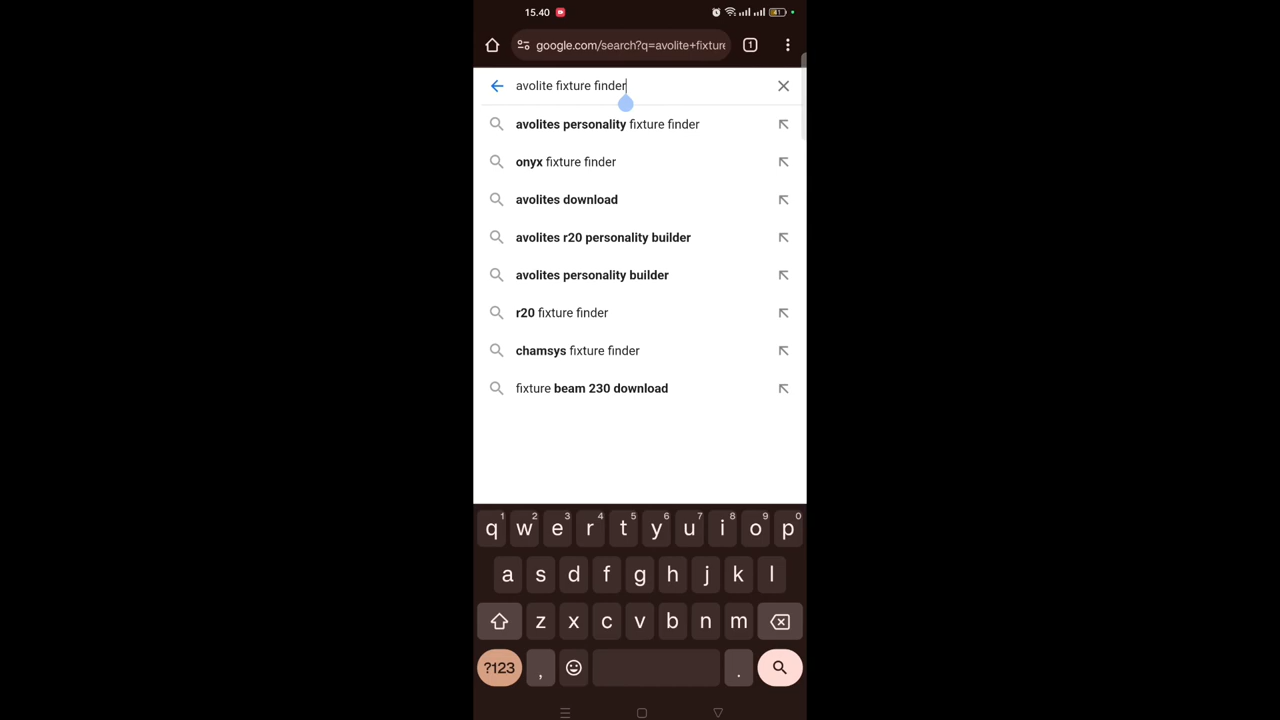 15.40
41
google.com/search?q=avolite+fixture
1
avolite fixture finder
avolites personality fixture finder
onyx fixture finder
avolites download
avolites r20 personality builder
avolites personality builder
r20 fixture finder
chamsys fixture finder
fixture beam 230 download
1 2 3 4 5 6 7 8 9 0
q w e r t y u i o p
a s d f g h j k l
z x c v b n m
?123 , .